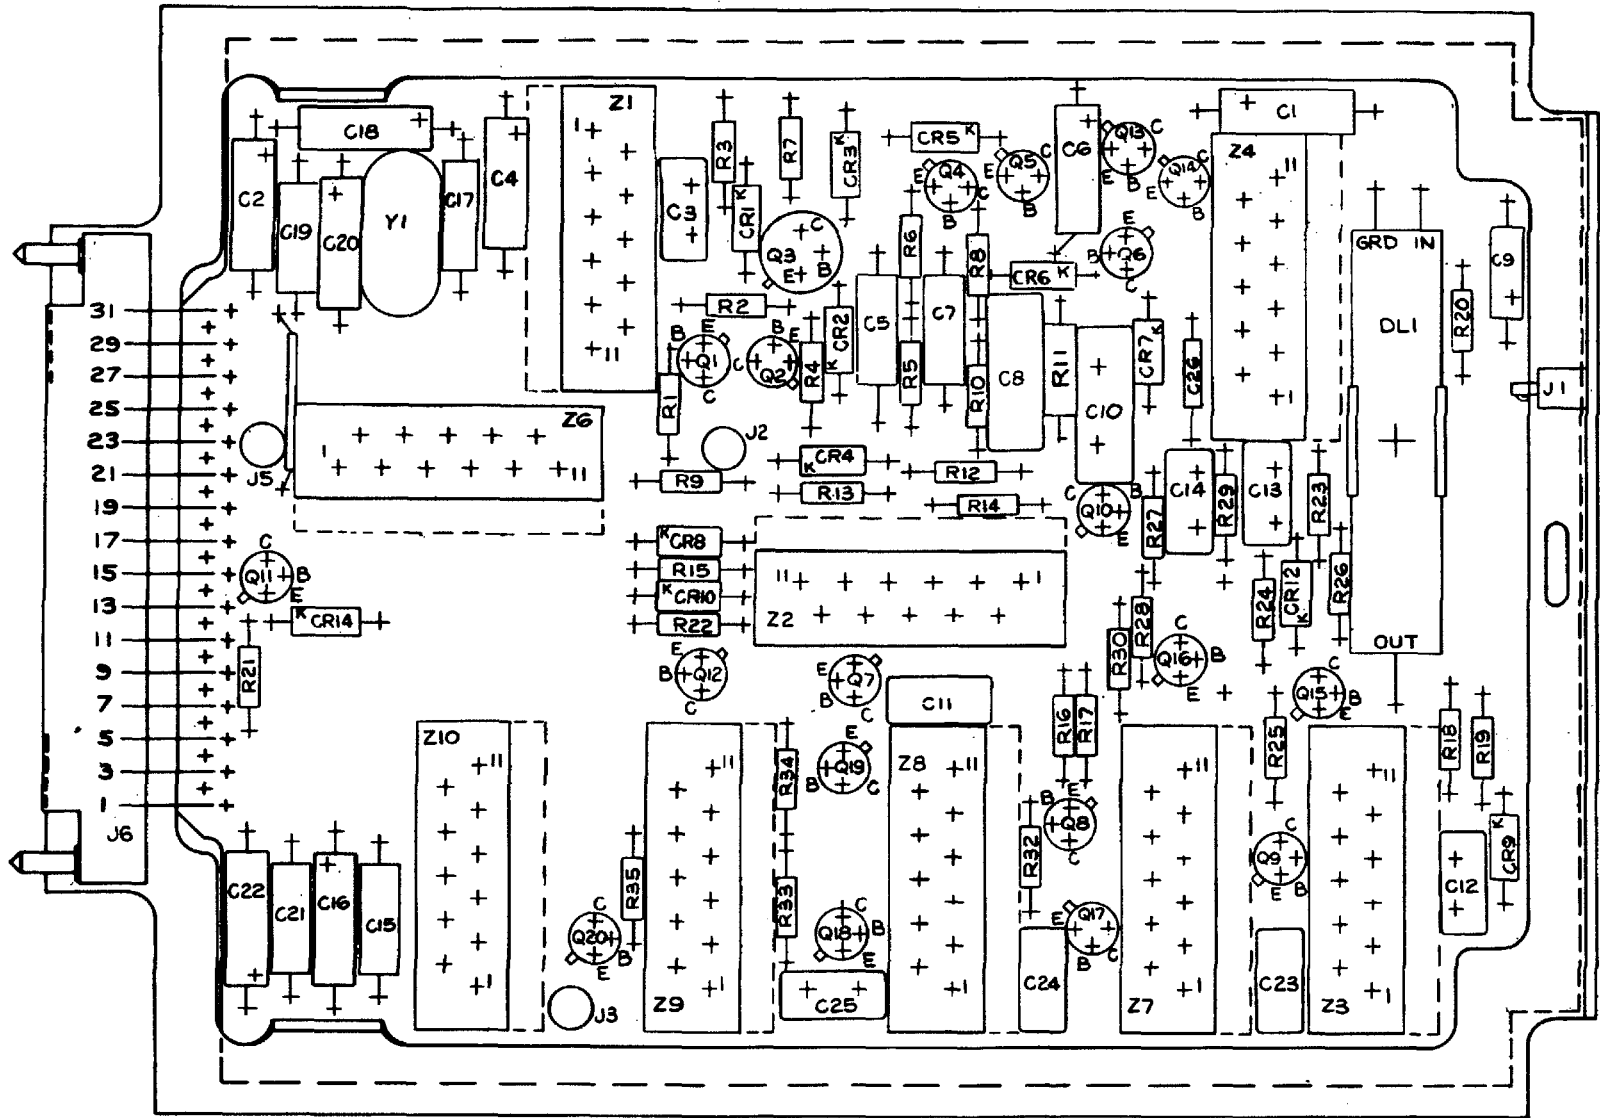 Z1
C18
C4
C2
C19
C20
Y1
C17
1
11
R3
R7
CR3
K
C3
CR1
K
Q3
C
B
E
CR5
K
Q4
E
C
B
Q5
C
E
B
C6
Q13
C
E
B
Q14
E
B
C1
Z4
11
1
R6
R8
CR6
K
Q6
E
B
C
GRD IN
DL1
OUT
C9
R20
R2
Q1
B
E
C
Q2
B
E
C
R4
CR2
K
C5
R5
C7
R10
C8
R11
C10
CR7
K
C26
J1
31
29
27
25
23
21
19
17
15
13
11
9
7
5
3
1
J6
J5
Z6
1
11
R1
J2
R9
CR4
K
R13
R12
R14
Q10
C
B
E
R27
C14
R29
C13
R23
K
CR8
R15
K
CR10
R22
11
1
Z2
Q11
C
B
E
K
CR14
R21
R28
R30
Q16
C
B
E
R24
CR12
K
R26
Q15
C
B
E
Q12
E
B
C
Q7
E
B
C
C11
R16
R17
R25
R18
R19
Z10
11
1
Z9
11
1
R34
Q19
E
B
C
Z8
11
1
Q8
B
E
C
R32
Z7
11
1
Q9
C
E
B
Z3
11
1
C12
K
CR9
C22
C21
C16
C15
R35
Q20
C
B
E
J3
R33
Q18
C
B
E
C25
C24
Q17
E
C
B
C23